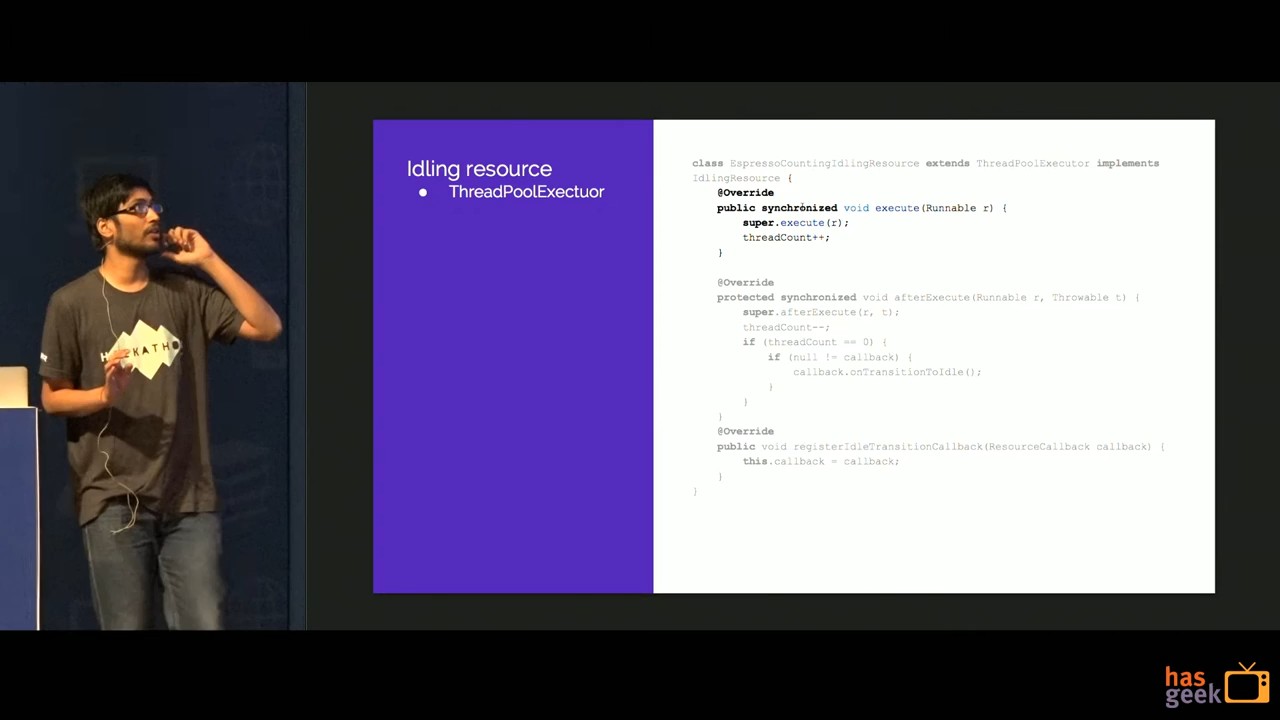 Idling resource
● ThreadPoolExectuor
class EspressoCountingIdlingResource extends ThreadPoolExecutor implements
IdlingResource {
@Override
public synchronized void execute(Runnable r) {
super.execute(r);
threadCount++;
}
@Override
protected synchronized void afterExecute(Runnable r, Throwable t) {
super.afterExecute(r, t);
threadCount--;
if (threadCount == 0) {
if (null != callback) {
callback.onTransitionToIdle();
}
}
}
@Override
public void registerIdleTransitionCallback(ResourceCallback callback) {
this.callback = callback;
}
}
has
geek